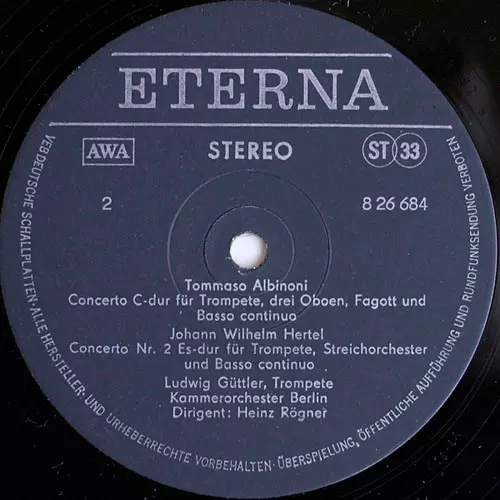 ETERNA
AWA
STEREO
ST 33
2
8 26 684
Tommaso Albinoni
Concerto C-dur für Trompete, drei Oboen, Fagott und
Basso continuo
Johann Wilhelm Hertel
Concerto Nr. 2 Es-dur für Trompete, Streichorchester
und Basso continuo
Ludwig Güttler, Trompete
Kammerorchester Berlin
Dirigent: Heinz Rögner
VEB DEUTSCHE SCHALLPLATTEN · ALLE HERSTELLER- UND URHEBERRECHTE VORBEHALTEN · ÜBERSPIELUNG, ÖFFENTLICHE AUFFÜHRUNG UND RUNDFUNKSENDUNG VERBOTEN